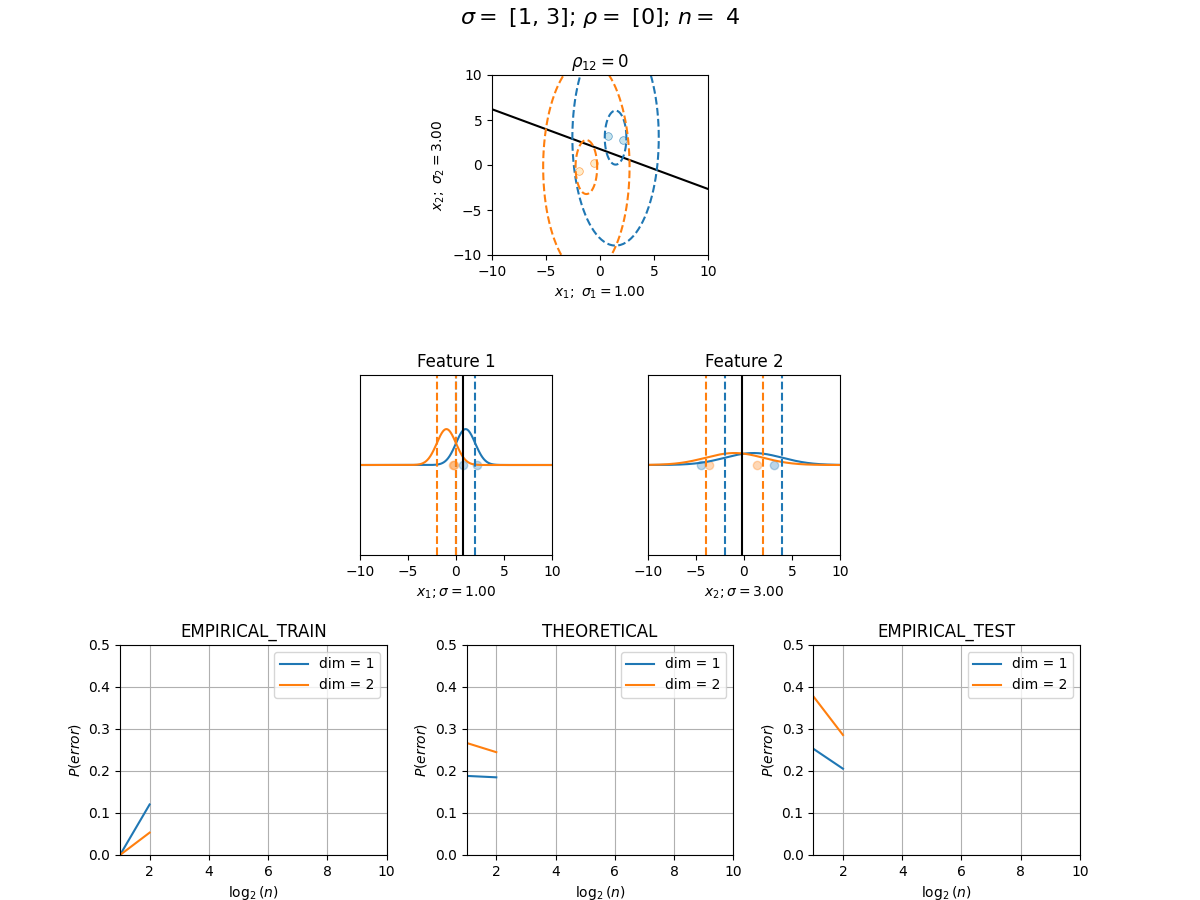 σ = [1, 3]; ρ = [0]; n = 4
ρ₁₂ = 0
10
5
0
−5
−10
x₂; σ₂ = 3.00
−10 −5 0 5 10
x₁; σ₁ = 1.00
Feature 1 Feature 2
−10 −5 0 5 10 −10 −5 0 5 10
x₁; σ = 1.00 x₂; σ = 3.00
EMPIRICAL_TRAIN THEORETICAL EMPIRICAL_TEST
0.5
0.4
0.3
0.2
0.1
0.0
P(error)
dim = 1
dim = 2
2 4 6 8 10
log₂(n)
0.5
0.4
0.3
0.2
0.1
0.0
P(error)
dim = 1
dim = 2
2 4 6 8 10
log₂(n)
0.5
0.4
0.3
0.2
0.1
0.0
P(error)
dim = 1
dim = 2
2 4 6 8 10
log₂(n)